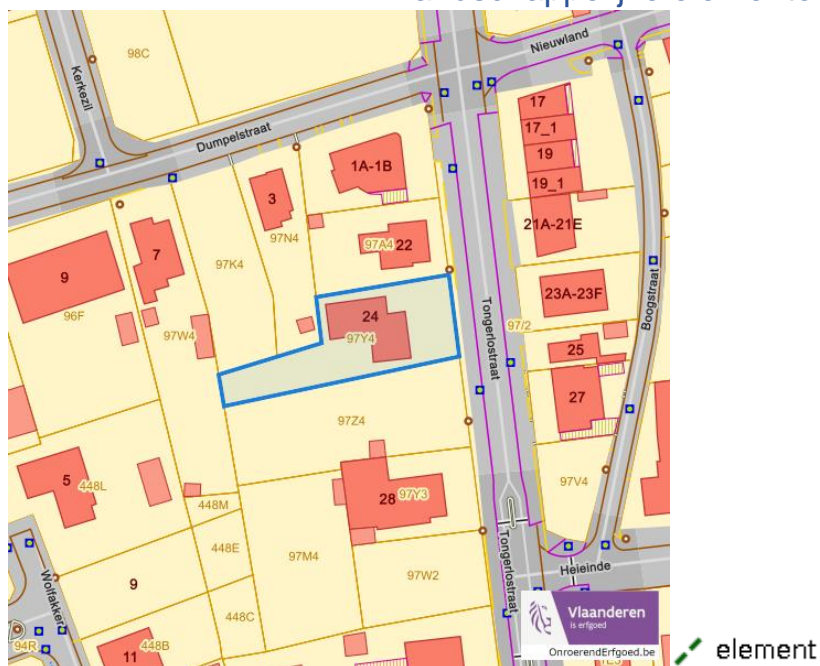 98C
Nieuwland
Kerkezil
Dumpelstraat
17
17_1
19
19_1
1A-1B
3
97N4
21A-21E
7
97K4
97A4 22
9
96F
23A-23F
Boogstraat
24
97Y4
Tongerlostraat
97/2
97W4
25
27
97Z4
5
448L
28
97Y3
97V4
448M
448E
97M4
97W2
Tongerlostraat
Heieinde
Wolfakker
9
448C
94R
448B
11
Vlaanderen
is erfgoed
OnroerendErfgoed.be
element